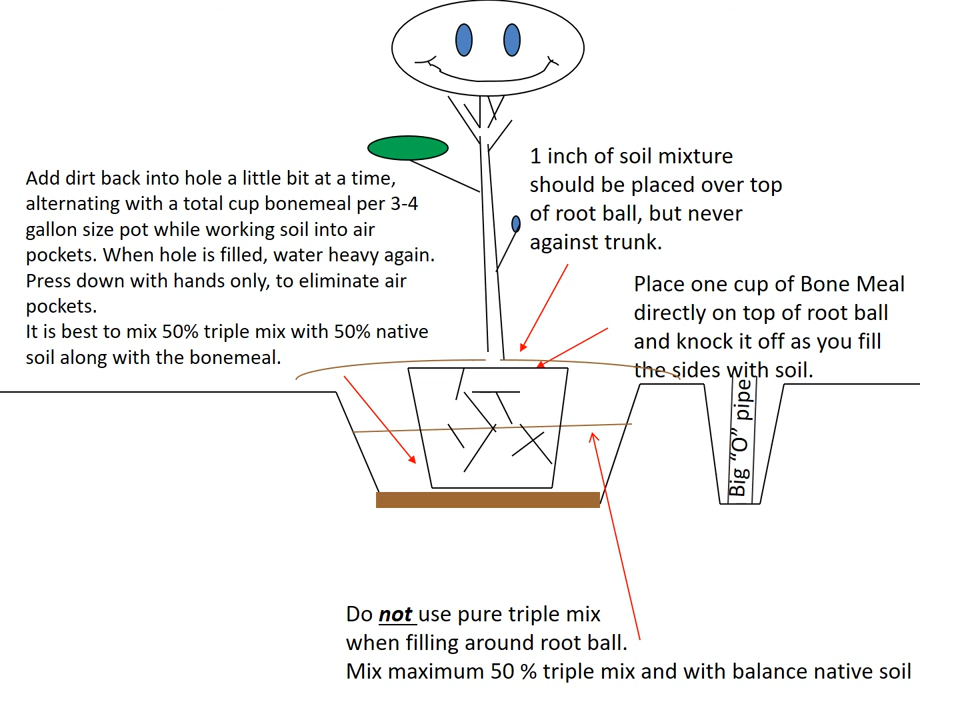 Add dirt back into hole a little bit at a time,
alternating with a total cup bonemeal per 3-4
gallon size pot while working soil into air
pockets. When hole is filled, water heavy again.
Press down with hands only, to eliminate air
pockets.
It is best to mix 50% triple mix with 50% native
soil along with the bonemeal.
1 inch of soil mixture
should be placed over top
of root ball, but never
against trunk.
Place one cup of Bone Meal
directly on top of root ball
and knock it off as you fill
the sides with soil.
Big “O” pipe
Do not use pure triple mix
when filling around root ball.
Mix maximum 50 % triple mix and with balance native soil